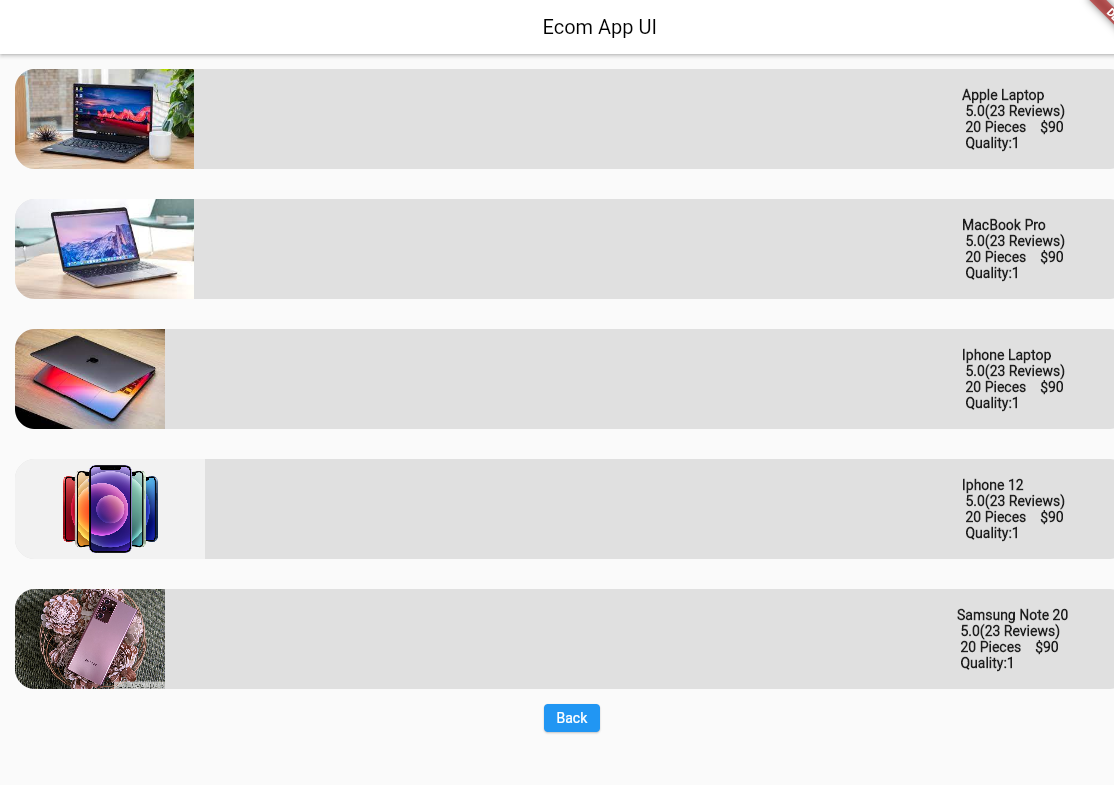 Ecom App UI
Apple Laptop
5.0(23 Reviews)
20 Pieces $90
Quality:1
MacBook Pro
5.0(23 Reviews)
20 Pieces $90
Quality:1
Iphone Laptop
5.0(23 Reviews)
20 Pieces $90
Quality:1
Iphone 12
5.0(23 Reviews)
20 Pieces $90
Quality:1
Samsung Note 20
5.0(23 Reviews)
20 Pieces $90
Quality:1
Back